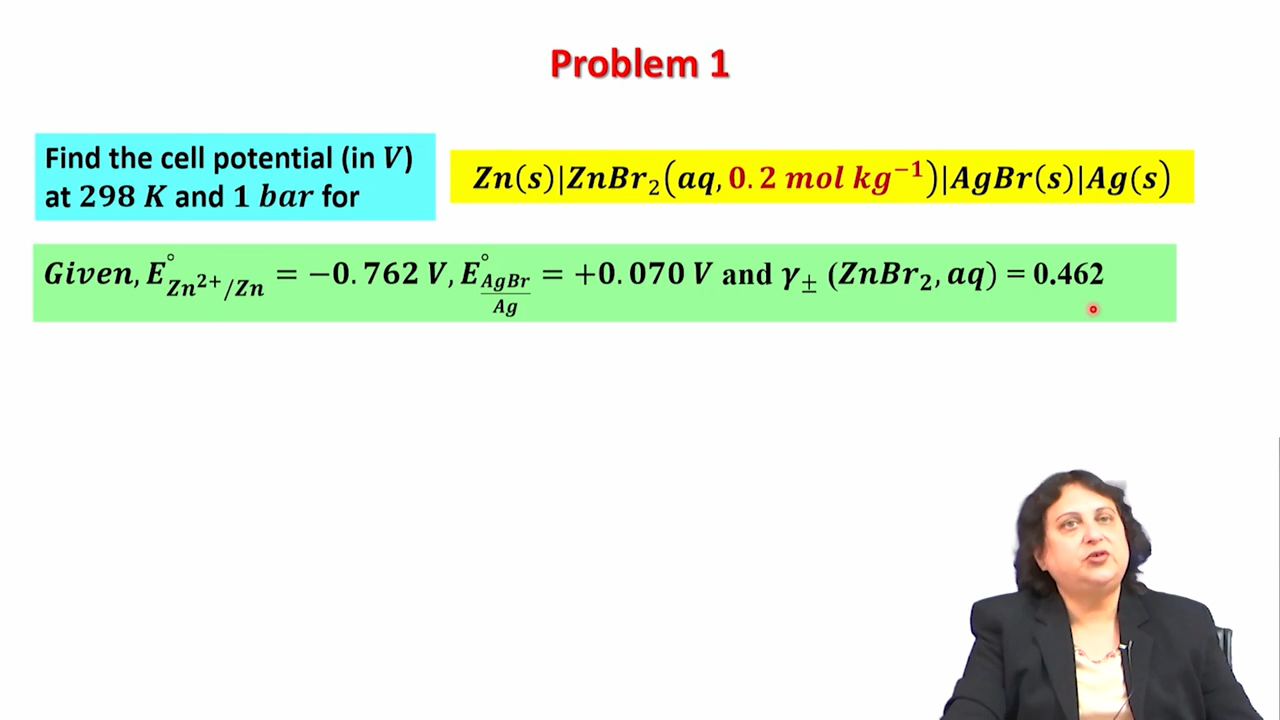 Problem 1
Find the cell potential (in V)
at 298 K and 1 bar for
Zn(s)|ZnBr₂(aq, 0.2 mol kg⁻¹)|AgBr(s)|Ag(s)
Given, E°Zn²⁺/Zn = −0.762 V, E°AgBr/Ag = +0.070 V and γ± (ZnBr₂, aq) = 0.462